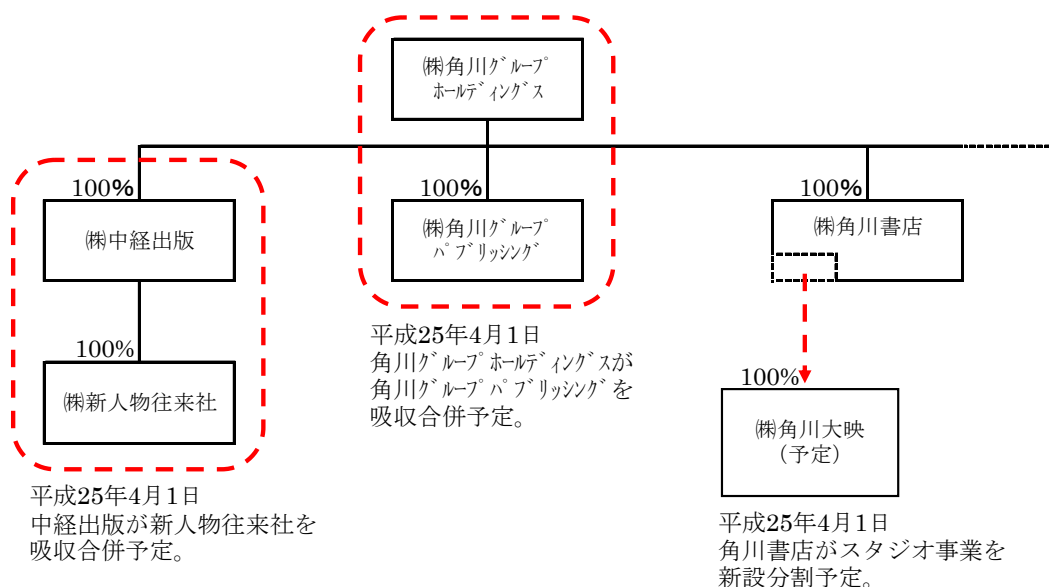 ㈱角川ｸﾞﾙｰﾌﾟ
ﾎｰﾙﾃﾞｨﾝｸﾞｽ
100%
㈱中経出版
100%
㈱新人物往来社
平成25年4月1日
中経出版が新人物往来社を
吸収合併予定。
100%
㈱角川ｸﾞﾙｰﾌﾟ
ﾊﾟﾌﾞﾘｯｼﾝｸﾞ
平成25年4月1日
角川ｸﾞﾙｰﾌﾟﾎｰﾙﾃﾞｨﾝｸﾞｽが
角川ｸﾞﾙｰﾌﾟﾊﾟﾌﾞﾘｯｼﾝｸﾞを
吸収合併予定。
100%
㈱角川書店
100%
㈱角川大映
（予定）
平成25年4月1日
角川書店がスタジオ事業を
新設分割予定。